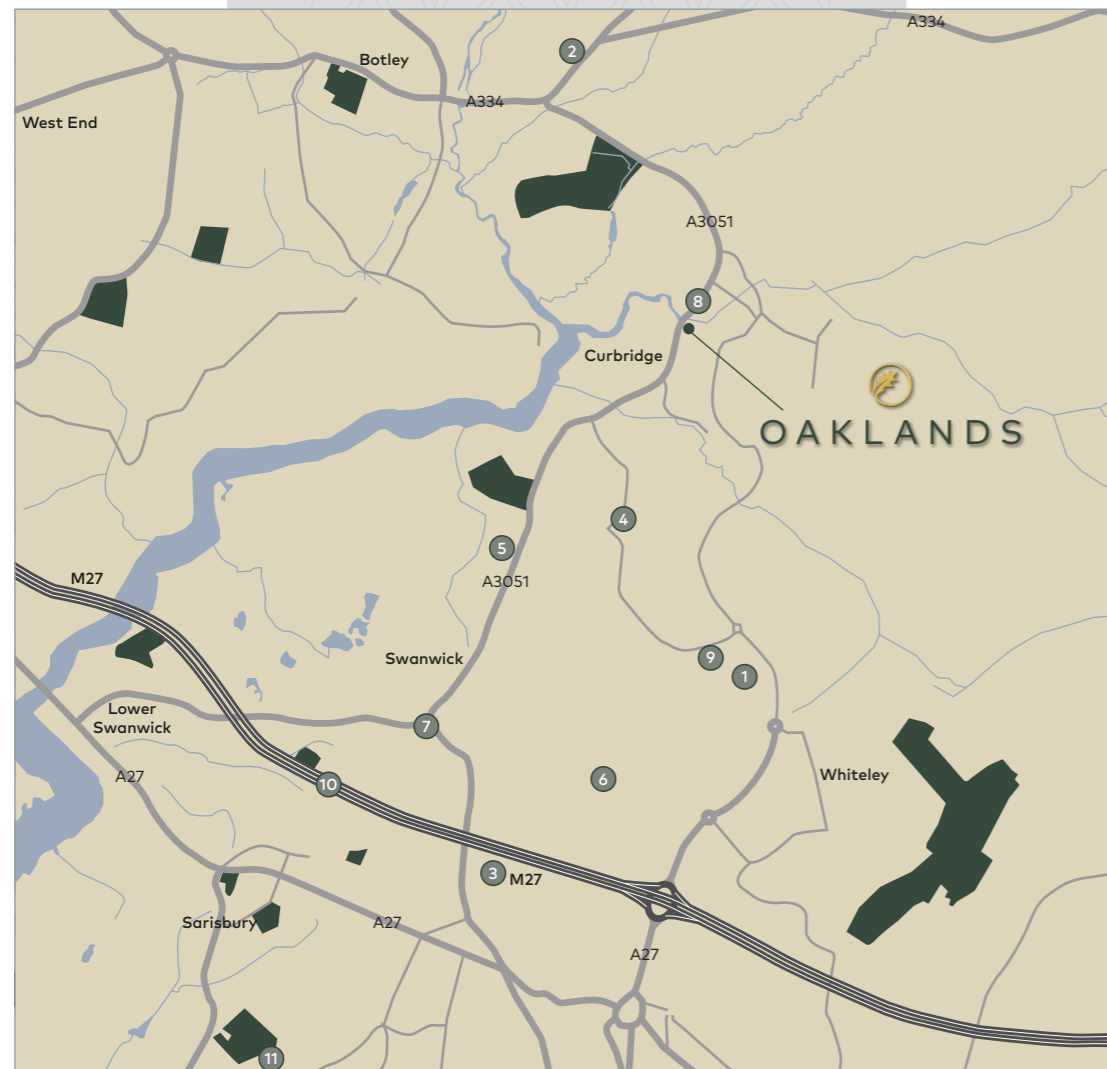 A334
2
Botley
A334
West End
A3051
8
Curbridge
OAKLANDS
4
5
A3051
M27
Swanwick
9
1
Lower
Swanwick
7
A27
10
6
Whiteley
3
M27
Sarisbury
A27
A27
11